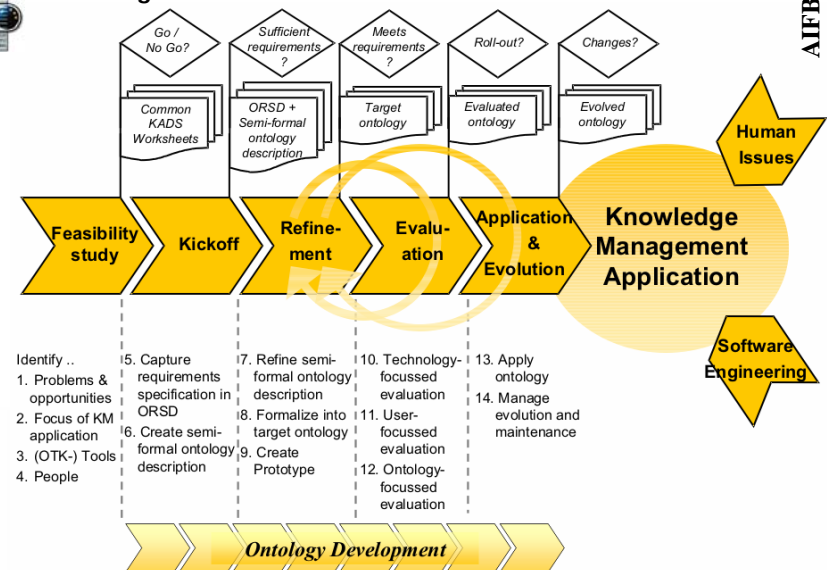 AIFB
Go /
No Go?
Sufficient
requirements
?
Meets
requirements
?
Roll-out?
Changes?
Common
KADS
Worksheets
ORSD +
Semi-formal
ontology
description
Target
ontology
Evaluated
ontology
Evolved
ontology
Human
Issues
Feasibility
study
Kickoff
Refine-
ment
Evalu-
ation
Application
&
Evolution
Knowledge
Management
Application
Software
Engineering
Identify ..
1. Problems &
opportunities
2. Focus of KM
application
3. (OTK-) Tools
4. People
5. Capture
requirements
specification in
ORSD
6. Create semi-
formal ontology
description
7. Refine semi-
formal ontology
description
8. Formalize into
target ontology
9. Create
Prototype
10. Technology-
focussed
evaluation
11. User-
focussed
evaluation
12. Ontology-
focussed
evaluation
13. Apply
ontology
14. Manage
evolution and
maintenance
Ontology Development